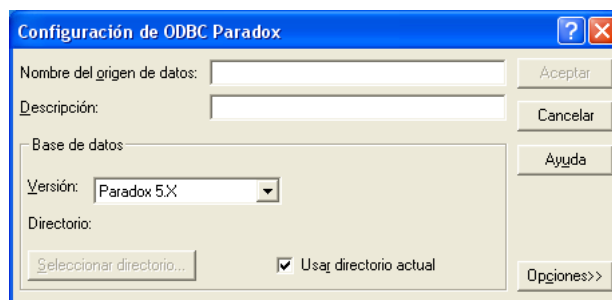 Configuración de ODBC Paradox
Nombre del origen de datos:
Aceptar
Descripción:
Cancelar
Base de datos
Ayuda
Versión: Paradox 5.X
Directorio:
Seleccionar directorio... Usar directorio actual
Opciones>>